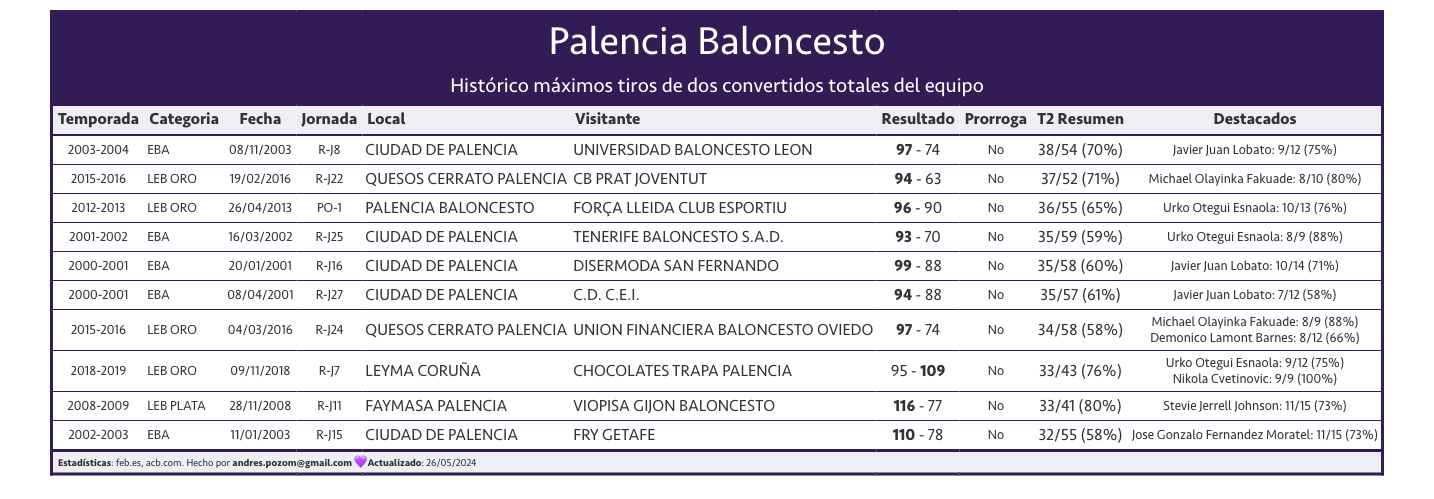 Palencia Baloncesto
Histórico máximos tiros de dos convertidos totales del equipo
Temporada Categoria Fecha Jornada Local Visitante Resultado Prorroga T2 Resumen Destacados
2003-2004 EBA 08/11/2003 R-J8 CIUDAD DE PALENCIA UNIVERSIDAD BALONCESTO LEON 97 - 74 No 38/54 (70%) Javier Juan Lobato: 9/12 (75%)
2015-2016 LEB ORO 19/02/2016 R-J22 QUESOS CERRATO PALENCIA CB PRAT JOVENTUT 94 - 63 No 37/52 (71%) Michael Olayinka Fakuade: 8/10 (80%)
2012-2013 LEB ORO 26/04/2013 PO-1 PALENCIA BALONCESTO FORÇA LLEIDA CLUB ESPORTIU 96 - 90 No 36/55 (65%) Urko Otegui Esnaola: 10/13 (76%)
2001-2002 EBA 16/03/2002 R-J25 CIUDAD DE PALENCIA TENERIFE BALONCESTO S.A.D. 93 - 70 No 35/59 (59%) Urko Otegui Esnaola: 8/9 (88%)
2000-2001 EBA 20/01/2001 R-J16 CIUDAD DE PALENCIA DISERMODA SAN FERNANDO 99 - 88 No 35/58 (60%) Javier Juan Lobato: 10/14 (71%)
2000-2001 EBA 08/04/2001 R-J27 CIUDAD DE PALENCIA C.D. C.E.I. 94 - 88 No 35/57 (61%) Javier Juan Lobato: 7/12 (58%)
2015-2016 LEB ORO 04/03/2016 R-J24 QUESOS CERRATO PALENCIA UNION FINANCIERA BALONCESTO OVIEDO 97 - 74 No 34/58 (58%) Michael Olayinka Fakuade: 8/9 (88%)
Demonico Lamont Barnes: 8/12 (66%)
2018-2019 LEB ORO 09/11/2018 R-J7 LEYMA CORUÑA CHOCOLATES TRAPA PALENCIA 95 - 109 No 33/43 (76%) Urko Otegui Esnaola: 9/12 (75%)
Nikola Cvetinovic: 9/9 (100%)
2008-2009 LEB PLATA 28/11/2008 R-J11 FAYMASA PALENCIA VIOPISA GIJON BALONCESTO 116 - 77 No 33/41 (80%) Stevie Jerrell Johnson: 11/15 (73%)
2002-2003 EBA 11/01/2003 R-J15 CIUDAD DE PALENCIA FRY GETAFE 110 - 78 No 32/55 (58%) Jose Gonzalo Fernandez Moratel: 11/15 (73%)
Estadísticas: feb.es, acb.com. Hecho por andres.pozom@gmail.com 💜Actualizado: 26/05/2024